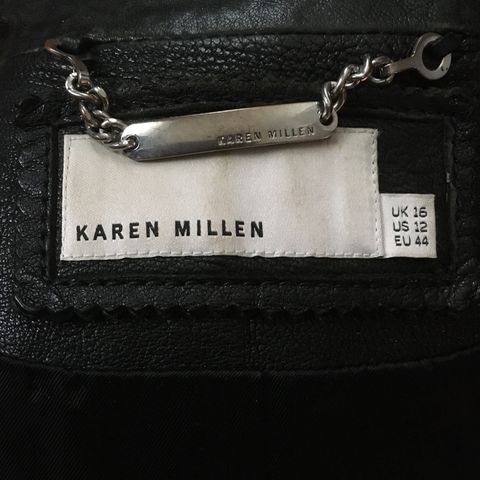 KAREN MILLEN
KAREN MILLEN
UK 16
US 12
EU 44